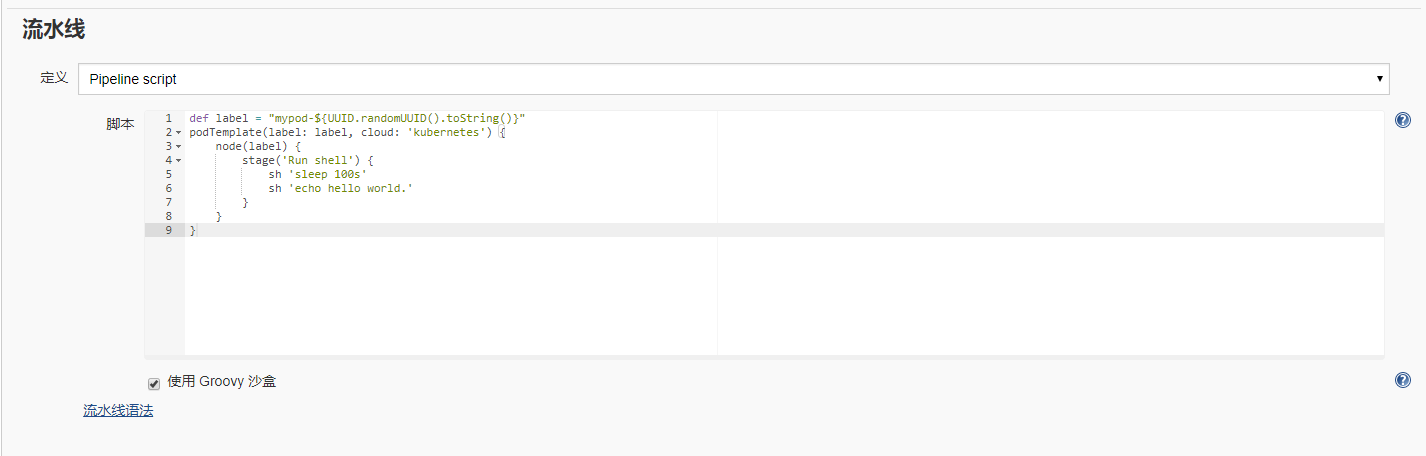 流水线
定义 Pipeline script
脚本
1 def label = "mypod-${UUID.randomUUID().toString()}"
2 podTemplate(label: label, cloud: 'kubernetes') {
3     node(label) {
4         stage('Run shell') {
5             sh 'sleep 100s'
6             sh 'echo hello world.'
7         }
8     }
9 }
使用 Groovy 沙盒
流水线语法